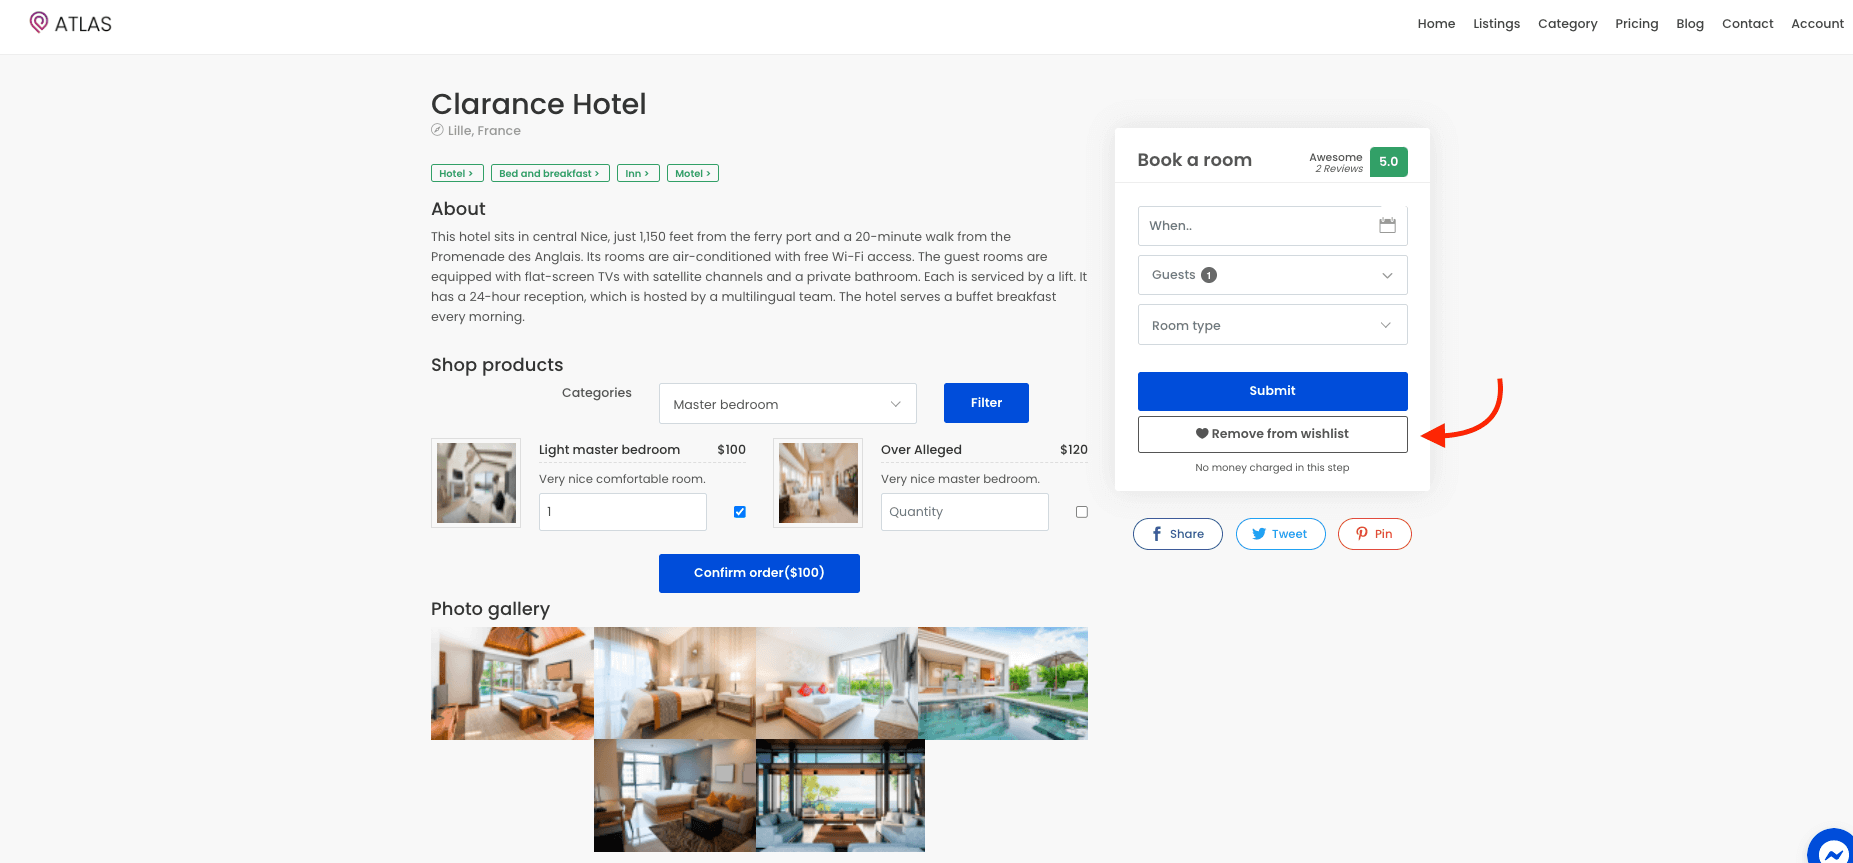 ATLAS
Home Listings Category Pricing Blog Contact Account
Clarance Hotel
Lille, France
Hotel > Bed and breakfast > Inn > Motel >
About
This hotel sits in central Nice, just 1,150 feet from the ferry port and a 20-minute walk from the
Promenade des Anglais. Its rooms are air-conditioned with free Wi-Fi access. The guest rooms are
equipped with flat-screen TVs with satellite channels and a private bathroom. Each is serviced by a lift. It
has a 24-hour reception, which is hosted by a multilingual team. The hotel serves a buffet breakfast
every morning.
Shop products
Categories Master bedroom Filter
Light master bedroom $100
Very nice comfortable room.
1
Over Alleged $120
Very nice master bedroom.
Quantity
Confirm order($100)
Photo gallery
Book a room
Awesome 5.0
2 Reviews
When..
Guests 1
Room type
Submit
Remove from wishlist
No money charged in this step
Share Tweet Pin